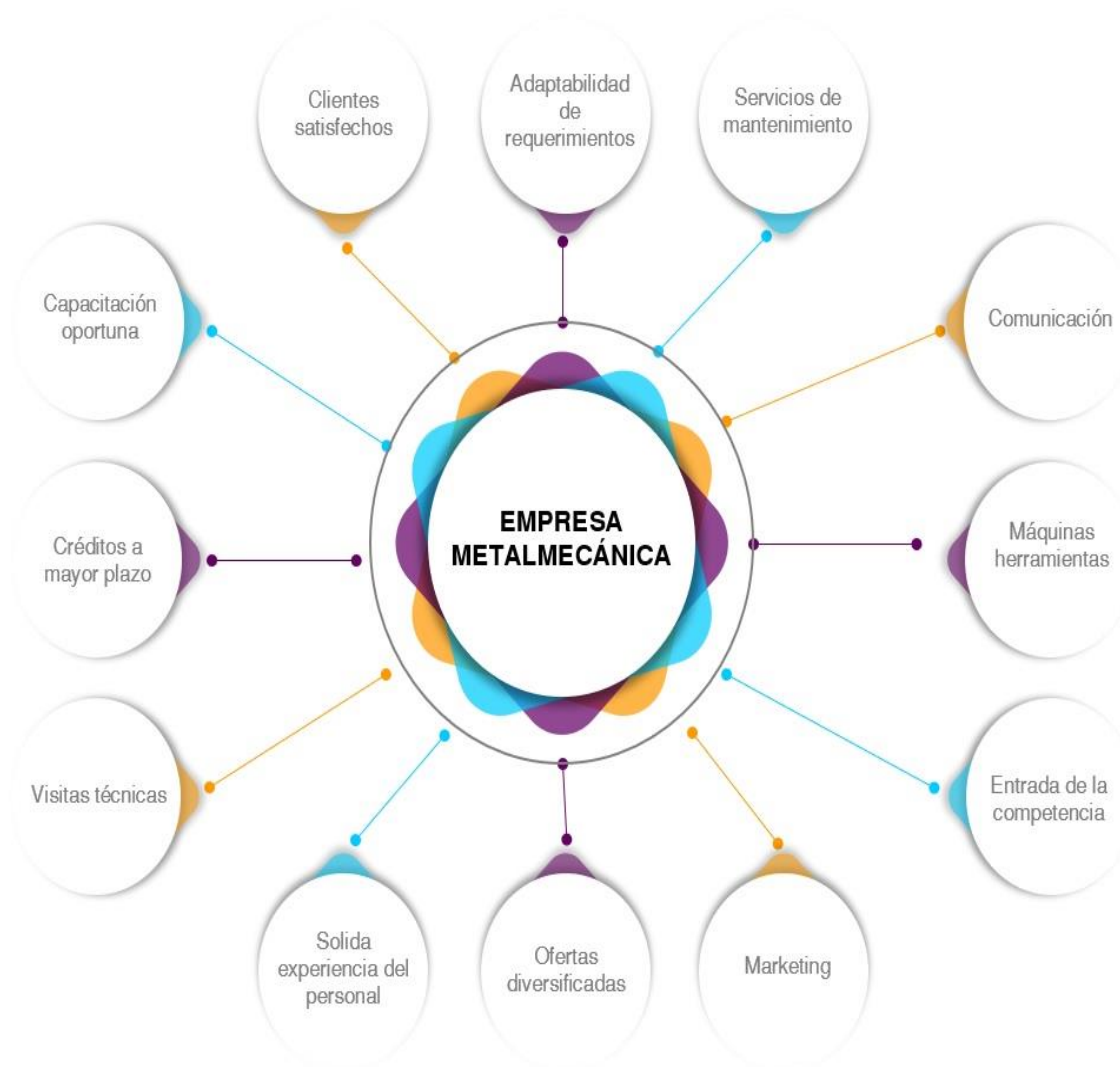 Clientes
satisfechos
Adaptabilidad
de
requerimientos
Servicios de
mantenimiento
Capacitación
oportuna
Comunicación
Créditos a
mayor plazo
EMPRESA
METALMECÁNICA
Máquinas
herramientas
Visitas técnicas
Entrada de la
competencia
Solida
experiencia del
personal
Ofertas
diversificadas
Marketing